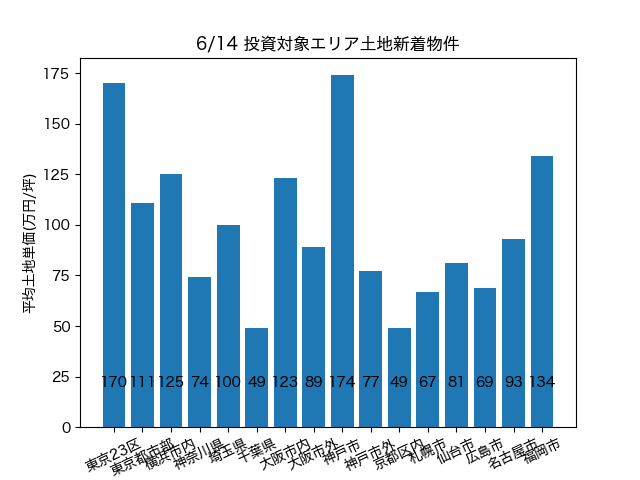 6/14 投資対象エリア土地新着物件
平均土地単価(万円/坪)
175
150
125
100
75
50
25
0
170 111 125 74 100 49 123 89 174 77 49 67 81 69 93 134
東京23区
東京都市部
横浜市内
神奈川県
埼玉県
千葉県
大阪市内
大阪市外
神戸市
神戸市外
京都区内
札幌市
仙台市
広島市
名古屋市
福岡市